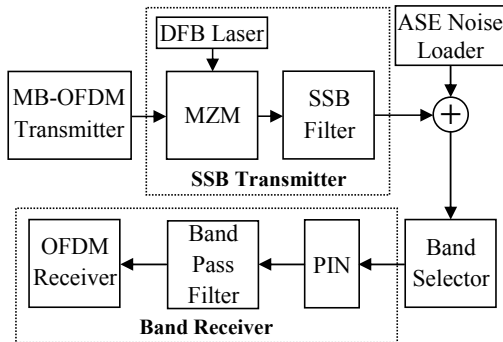 DFB Laser
ASE Noise
Loader
MB-OFDM
Transmitter
MZM
SSB
Filter
+
SSB Transmitter
OFDM
Receiver
Band
Pass
Filter
PIN
Band
Selector
Band Receiver